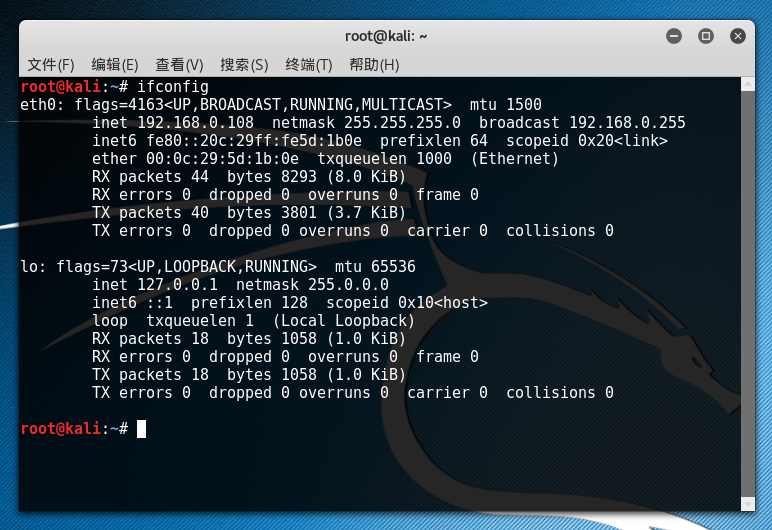 root@kali: ~
文件(F) 编辑(E) 查看(V) 搜索(S) 终端(T) 帮助(H)
root@kali:~# ifconfig
eth0: flags=4163<UP,BROADCAST,RUNNING,MULTICAST>  mtu 1500
        inet 192.168.0.108  netmask 255.255.255.0  broadcast 192.168.0.255
        inet6 fe80::20c:29ff:fe5d:1b0e  prefixlen 64  scopeid 0x20<link>
        ether 00:0c:29:5d:1b:0e  txqueuelen 1000  (Ethernet)
        RX packets 44  bytes 8293 (8.0 KiB)
        RX errors 0  dropped 0  overruns 0  frame 0
        TX packets 40  bytes 3801 (3.7 KiB)
        TX errors 0  dropped 0 overruns 0  carrier 0  collisions 0
lo: flags=73<UP,LOOPBACK,RUNNING>  mtu 65536
        inet 127.0.0.1  netmask 255.0.0.0
        inet6 ::1  prefixlen 128  scopeid 0x10<host>
        loop  txqueuelen 1  (Local Loopback)
        RX packets 18  bytes 1058 (1.0 KiB)
        RX errors 0  dropped 0  overruns 0  frame 0
        TX packets 18  bytes 1058 (1.0 KiB)
        TX errors 0  dropped 0 overruns 0  carrier 0  collisions 0
root@kali:~#